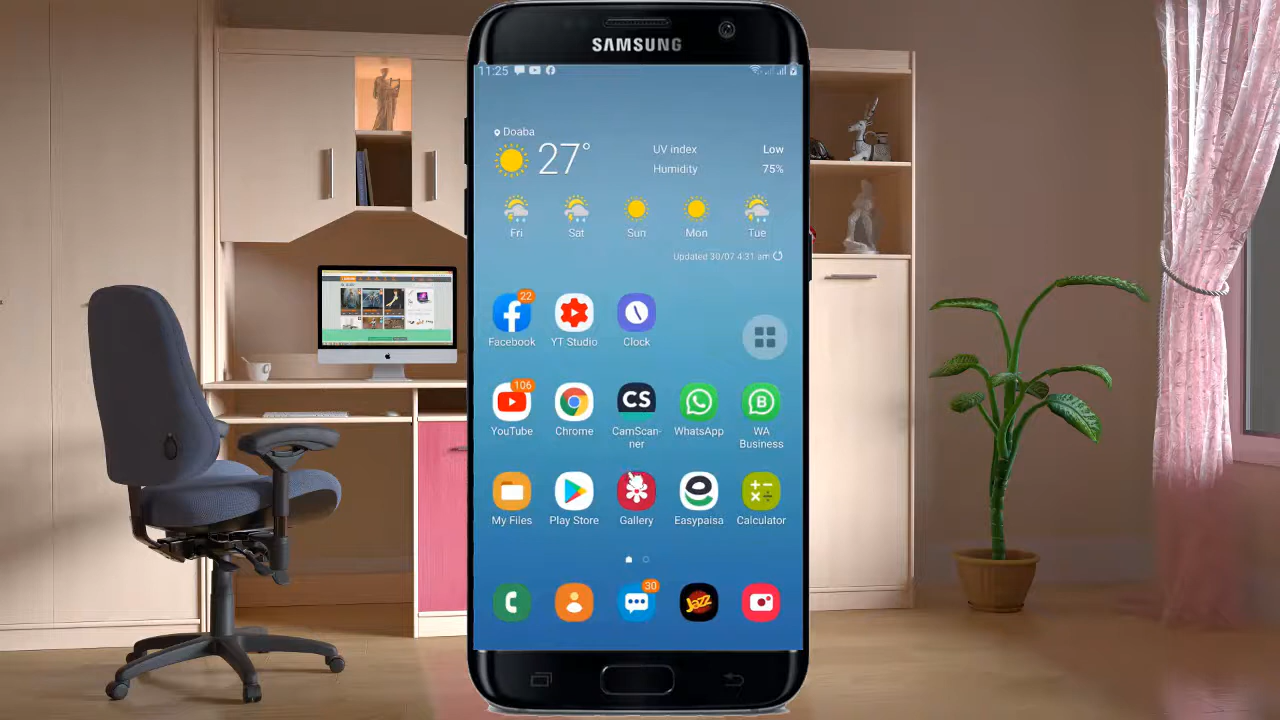 SAMSUNG
11:25
Doaba
27°
UV index Low
Humidity 75%
Fri Sat Sun Mon Tue
Updated 30/07 4:31 am
22
Facebook YT Studio Clock
106
CS
B
YouTube Chrome CamScan-
ner WhatsApp WA
Business
My Files Play Store Gallery Easypaisa Calculator
30
Jazz